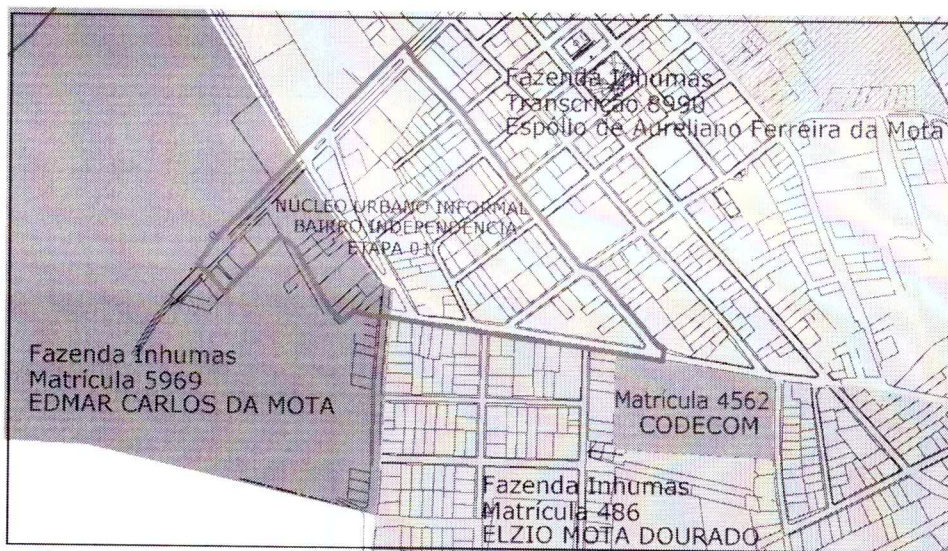 Fazenda Inhumas
Transcrição 8990
Espólio de Aureliano Ferreira da Mota
NÚCLEO URBANO INFORMAL
BAIRRO INDEPENDÊNCIA
ETAPA 01
Fazenda Inhumas
Matrícula 5969
EDMAR CARLOS DA MOTA
Matrícula 4562
CODECOM
Fazenda Inhumas
Matrícula 486
ELZIO MOTA DOURADO